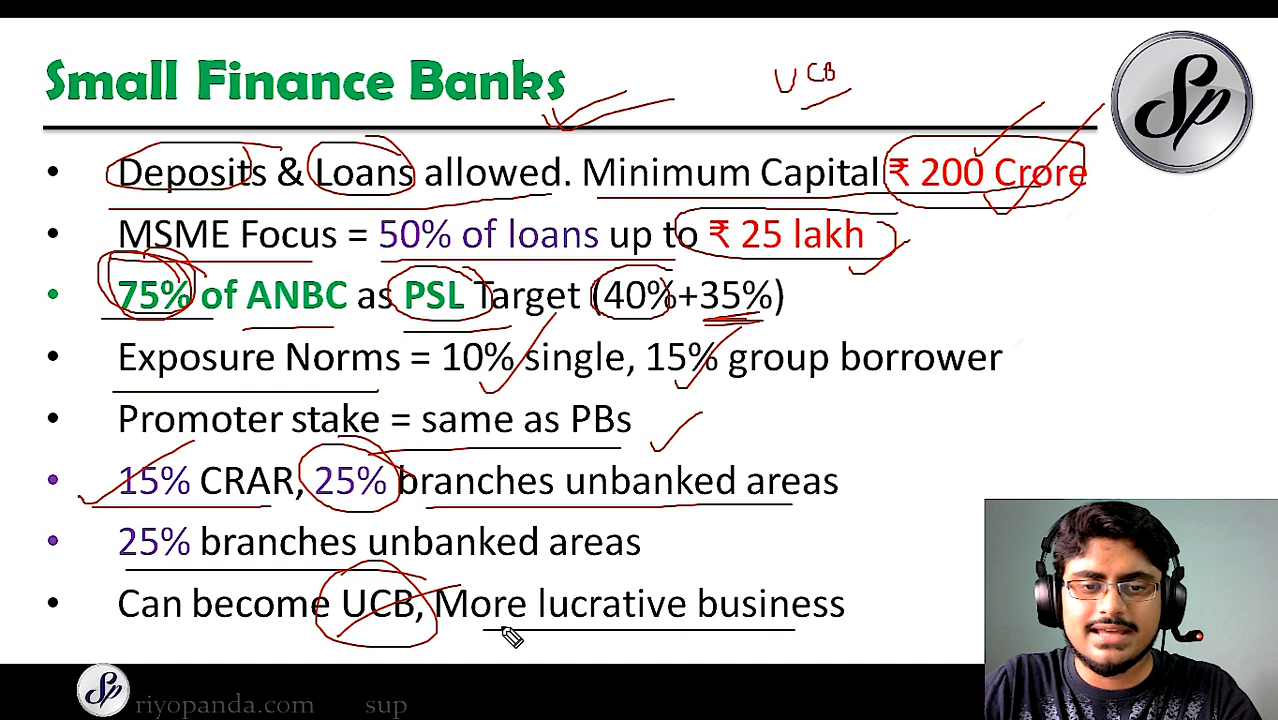 Small Finance Banks
UCB
Sp
• Deposits & Loans allowed. Minimum Capital ₹ 200 Crore
• MSME Focus = 50% of loans up to ₹ 25 lakh
• 75% of ANBC as PSL Target (40%+35%)
• Exposure Norms = 10% single, 15% group borrower
• Promoter stake = same as PBs
• 15% CRAR, 25% branches unbanked areas
• 25% branches unbanked areas
• Can become UCB, More lucrative business
Sp riyopanda.com sup